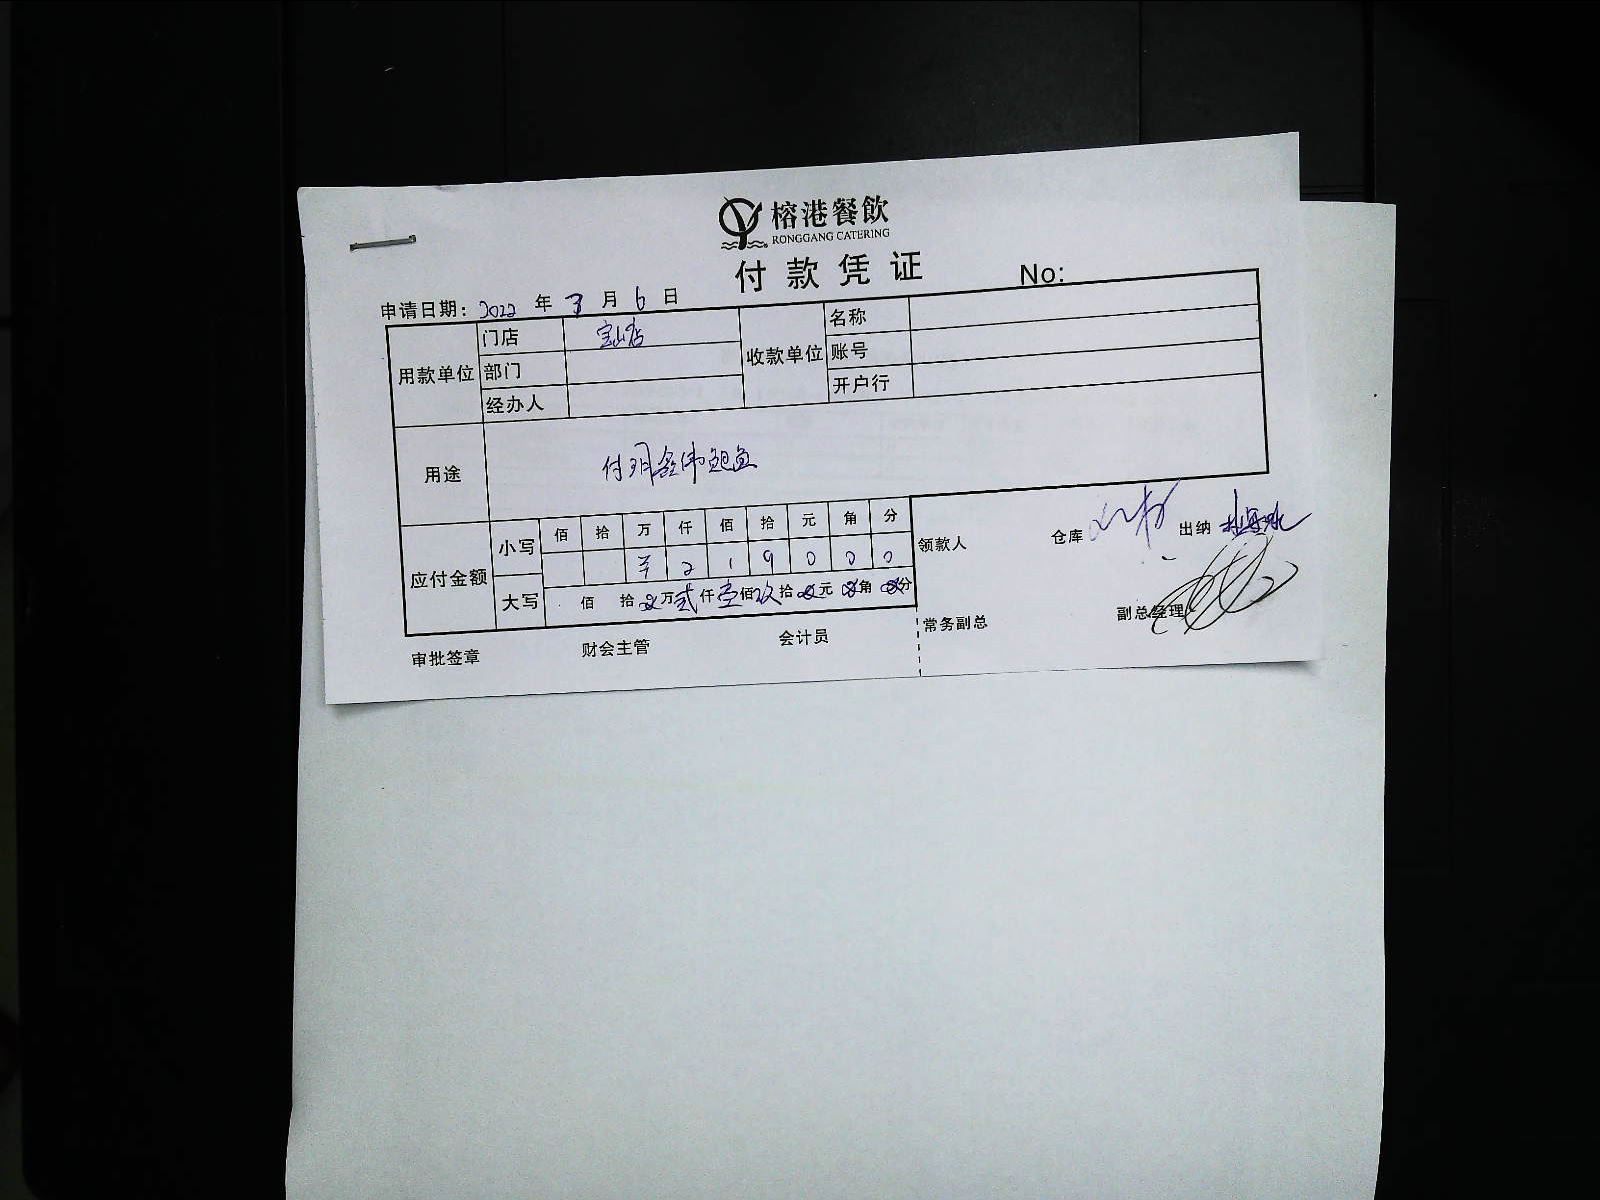 榕港餐飲
RONGGANG CATERING
付款凭证
No:
申请日期: 2022 年 3 月 6 日
用款单位 门店 宝山店 收款单位 名称
部门 账号
经办人 开户行
用途 付玥鑫伟鲍鱼
应付金额 小写 佰 拾 万 仟 佰 拾 元 角 分
¥ 2 1 9 0 0 0
大写 佰 拾 万 贰 仟 壹 佰 玖 拾 元 角 分
领款人 仓库 出纳
常务副总 副总经理
审批签章 财会主管 会计员